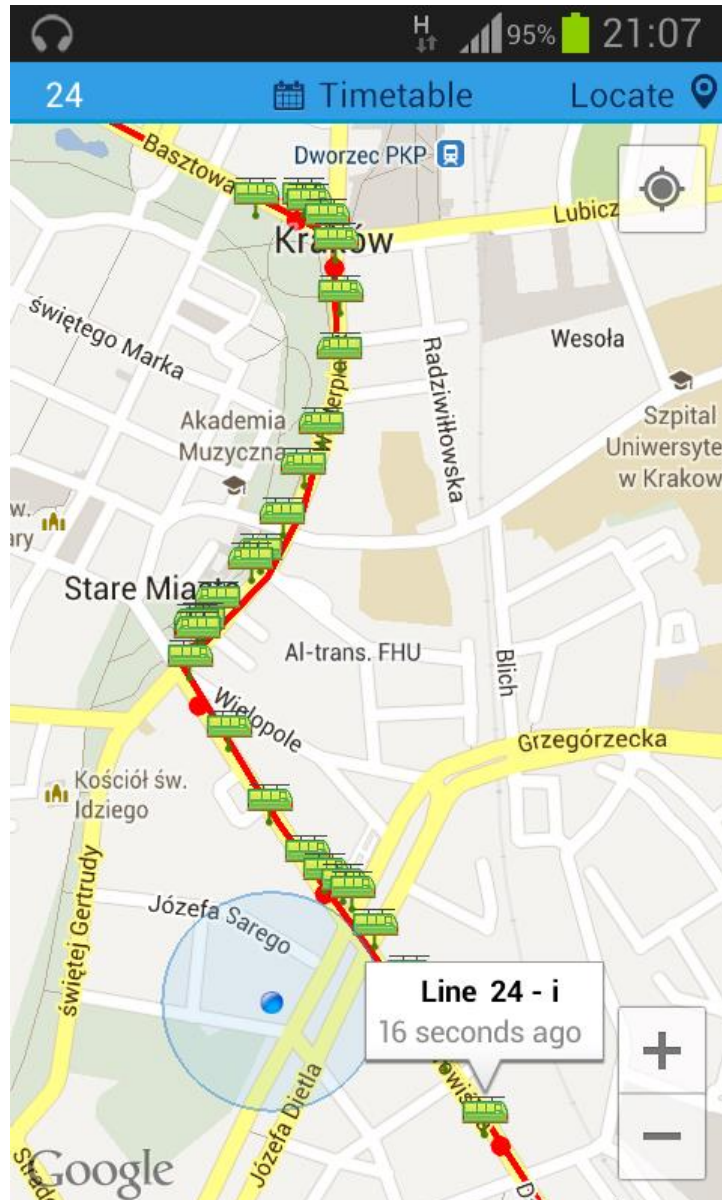 H
95%
21:07
24
Timetable
Locate
Basztowa
Dworzec PKP
Lubicz
Kraków
Wesoła
świętego Marka
Radziwiłłowska
Akademia
Muzyczna
Szpital
Uniwersyte
w Krakow
w.
ary
Stare
Al-trans. FHU
Blich
Wielopole
Grzegórzecka
Kościół św.
Idziego
Józefa Sarego
świętej Gertrudy
Line 24 - i
16 seconds ago
Józefa Dietla
+
−
Google